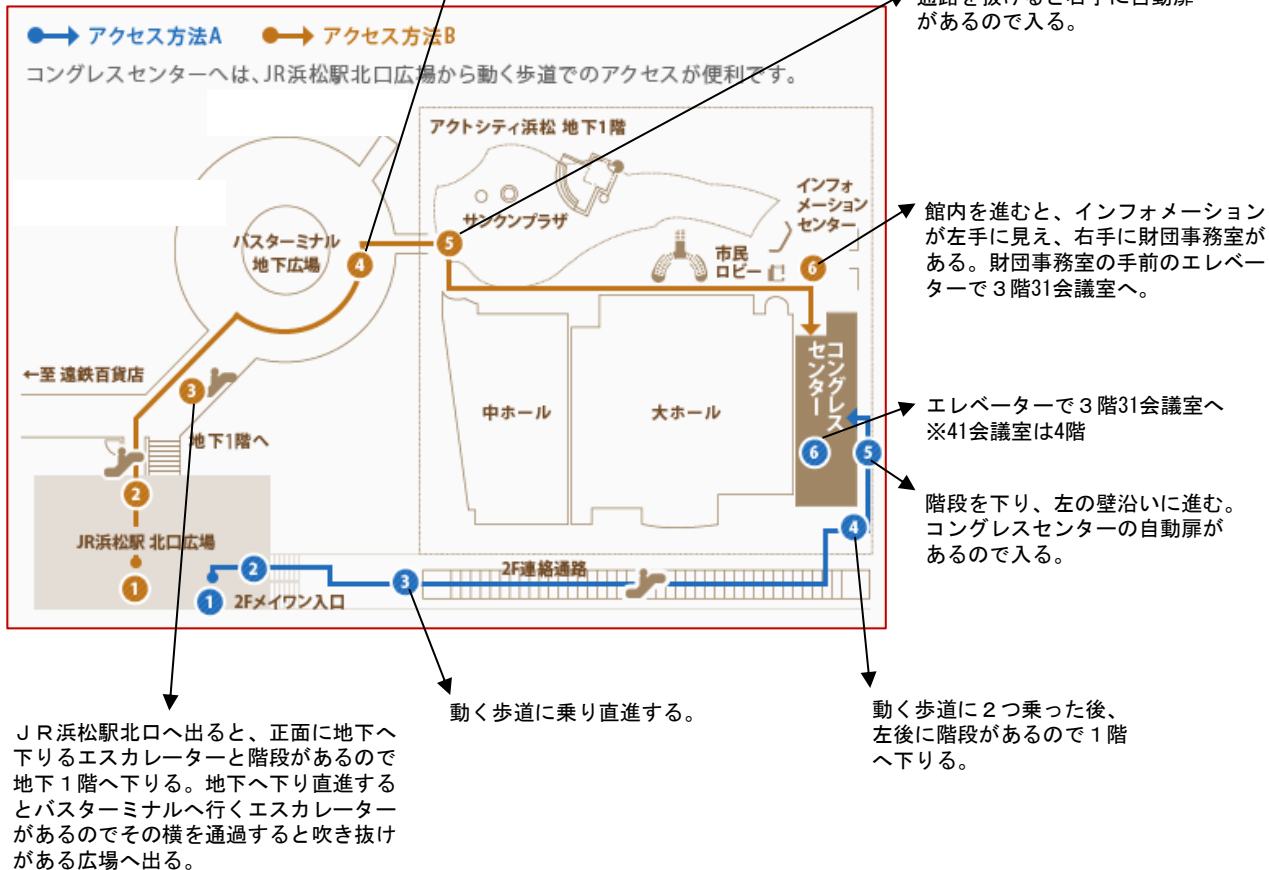 通路を抜けると右手に自動扉
があるので入る。
アクセス方法A
アクセス方法B
コングレスセンターへは、JR浜松駅北口広場から動く歩道でのアクセスが便利です。
アクトシティ浜松 地下1階
インフォ
メーション
センター
サンクンプラザ
バスターミナル
地下広場
市民
ロビー
4
5
6
館内を進むと、インフォメーション
が左手に見え、右手に財団事務室が
ある。財団事務室の手前のエレベー
ターで3階31会議室へ。
←至 遠鉄百貨店
3
地下1階へ
中ホール
大ホール
コングレス
センター
6
5
エレベーターで3階31会議室へ
※41会議室は4階
2
JR浜松駅 北口広場
1
階段を下り、左の壁沿いに進む。
コングレスセンターの自動扉が
あるので入る。
1
2
2Fメイワン入口
3
2F連絡通路
4
JR浜松駅北口へ出ると、正面に地下へ
下りるエスカレーターと階段があるので
地下1階へ下りる。地下へ下り直進する
とバスターミナルへ行くエスカレーター
があるのでその横を通過すると吹き抜け
がある広場へ出る。
動く歩道に乗り直進する。
動く歩道に2つ乗った後、
左後に階段があるので1階
へ下りる。